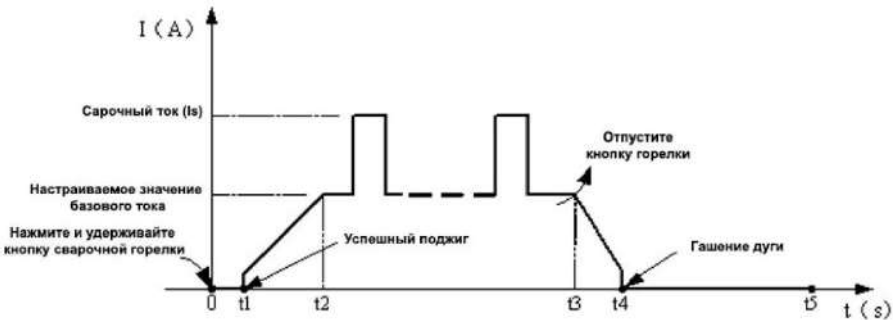 I(A)
Сарочный ток (Is)
Отпустите
кнопку горелки
Настраиваемое значение
базового тока
Нажмите и удерживайте
кнопку сварочной горелки
Успешный поджиг
Гашение дуги
0 t1 t2 t3 t4 t5 t(s)